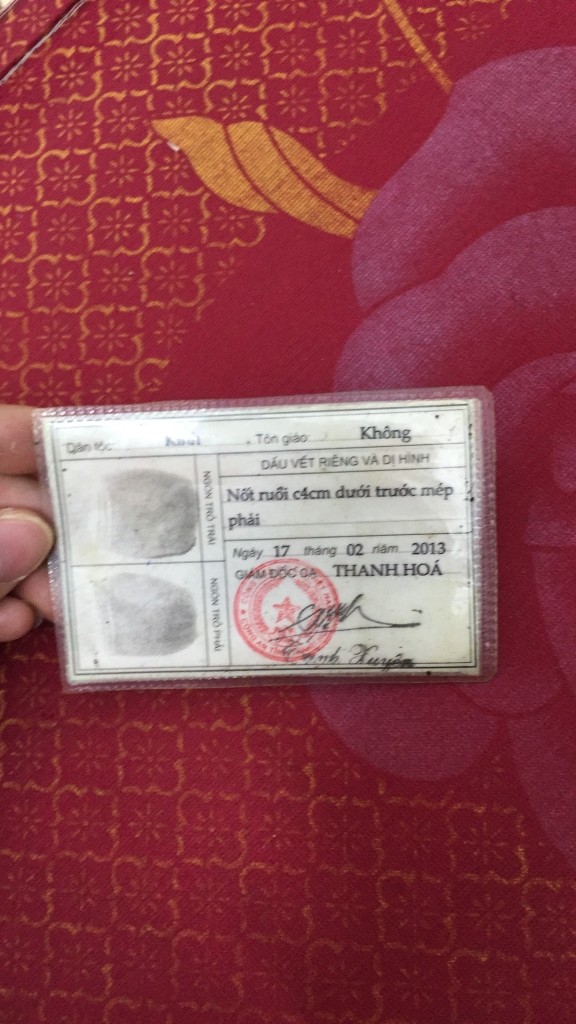 Dân tộc: Kinh Tôn giáo: Không
DẤU VẾT RIÊNG VÀ DỊ HÌNH
Nốt ruồi c4cm dưới trước mép
phải
Ngày 17 tháng 02 năm 2013
GIÁM ĐỐC CA THANH HOÁ
NGÓN TRỎ TRÁI
NGÓN TRỎ PHẢI
Xuyên